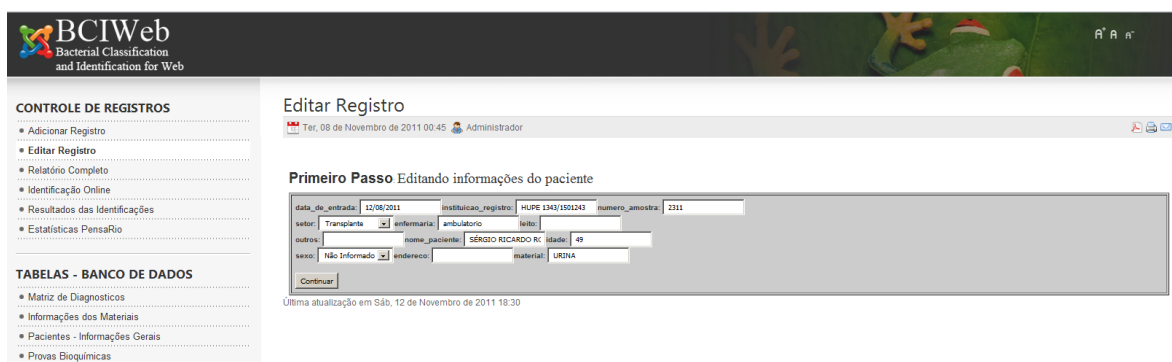 BCIWeb
Bacterial Classification
and Identification for Web
A+ A A-
CONTROLE DE REGISTROS
Adicionar Registro
Editar Registro
Relatório Completo
Identificação Online
Resultados das Identificações
Estatísticas PensaRio
TABELAS - BANCO DE DADOS
Matriz de Diagnosticos
Informações dos Materiais
Pacientes - Informações Gerais
Provas Bioquímicas
Editar Registro
Ter, 08 de Novembro de 2011 00:45 Administrador
Primeiro Passo Editando informações do paciente
data_de_entrada: 12/08/2011 instituicao_registro: HUPE 1343/1501243 numero_amostra: 2311
setor: Transplante enfermaria: ambulatorio leito:
outros: nome_paciente: SÉRGIO RICARDO RC idade: 49
sexo: Não Informado endereco: material: URINA
Continuar
Última atualização em Sáb, 12 de Novembro de 2011 18:30